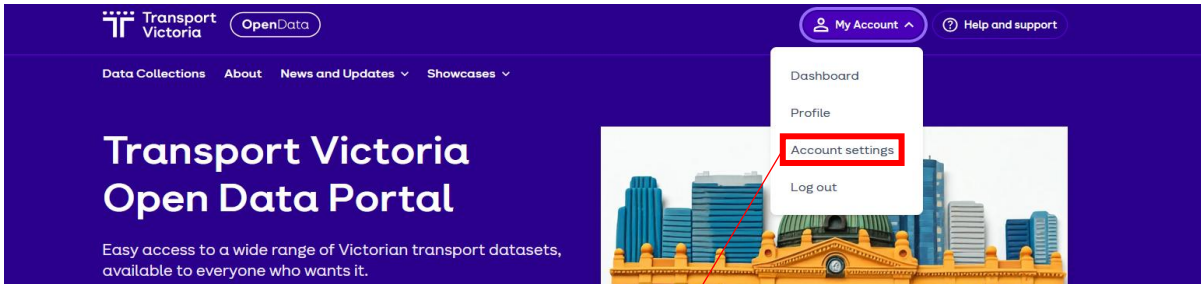 Transport
Victoria
OpenData
My Account
Help and support
Data Collections About News and Updates Showcases
Dashboard
Profile
Account settings
Log out
Transport Victoria
Open Data Portal
Easy access to a wide range of Victorian transport datasets,
available to everyone who wants it.